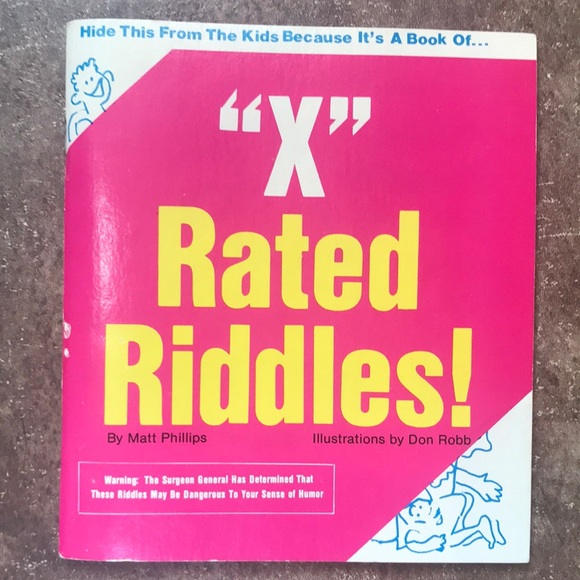 Hide This From The Kids Because It's A Book Of...
"X"
Rated
Riddles!
By Matt Phillips
Illustrations by Don Robb
Warning: The Surgeon General Has Determined That
These Riddles May Be Dangerous To Your Sense of Humor